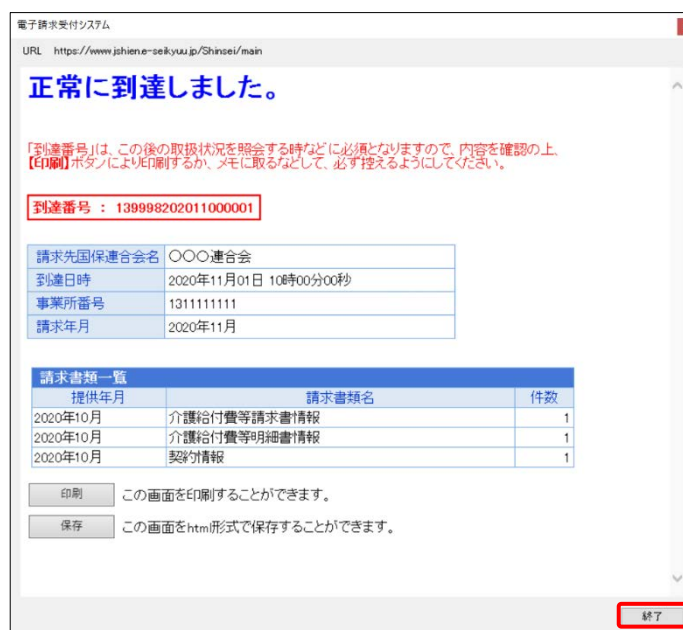 電子請求受付システム
URL https://www.jshien.e-seikyuu.jp/Shinsei/main
正常に到達しました。
「到達番号」は、この後の取扱状況を照会する時などに必須となりますので、内容を確認の上、
【印刷】ボタンにより印刷するか、メモに取るなどして、必ず控えるようにしてください。
到達番号 : 139998202011000001
請求先国保連合会名 〇〇〇連合会
到達日時 2020年11月01日 10時00分00秒
事業所番号 1311111111
請求年月 2020年11月
請求書類一覧
提供年月 請求書類名 件数
2020年10月 介護給付費等請求書情報 1
2020年10月 介護給付費等明細書情報 1
2020年10月 契約情報 1
印刷 この画面を印刷することができます。
保存 この画面をhtml形式で保存することができます。
終了